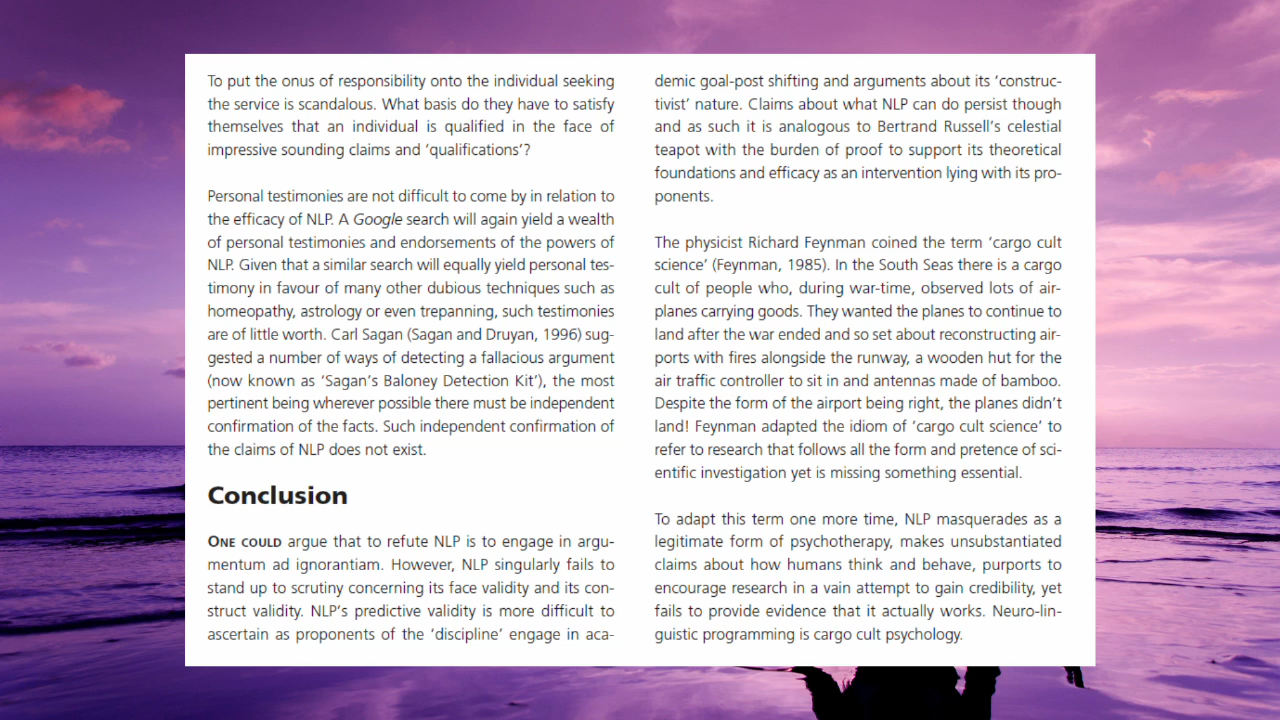 To put the onus of responsibility onto the individual seeking
the service is scandalous. What basis do they have to satisfy
themselves that an individual is qualified in the face of
impressive sounding claims and ‘qualifications’?
Personal testimonies are not difficult to come by in relation to
the efficacy of NLP. A Google search will again yield a wealth
of personal testimonies and endorsements of the powers of
NLP. Given that a similar search will equally yield personal tes-
timony in favour of many other dubious techniques such as
homeopathy, astrology or even trepanning, such testimonies
are of little worth. Carl Sagan (Sagan and Druyan, 1996) sug-
gested a number of ways of detecting a fallacious argument
(now known as ‘Sagan’s Baloney Detection Kit’), the most
pertinent being wherever possible there must be independent
confirmation of the facts. Such independent confirmation of
the claims of NLP does not exist.
Conclusion
ONE COULD argue that to refute NLP is to engage in argu-
mentum ad ignorantiam. However, NLP singularly fails to
stand up to scrutiny concerning its face validity and its con-
struct validity. NLP’s predictive validity is more difficult to
ascertain as proponents of the ‘discipline’ engage in aca-
demic goal-post shifting and arguments about its ‘construc-
tivist’ nature. Claims about what NLP can do persist though
and as such it is analogous to Bertrand Russell’s celestial
teapot with the burden of proof to support its theoretical
foundations and efficacy as an intervention lying with its pro-
ponents.
The physicist Richard Feynman coined the term ‘cargo cult
science’ (Feynman, 1985). In the South Seas there is a cargo
cult of people who, during war-time, observed lots of air-
planes carrying goods. They wanted the planes to continue to
land after the war ended and so set about reconstructing air-
ports with fires alongside the runway, a wooden hut for the
air traffic controller to sit in and antennas made of bamboo.
Despite the form of the airport being right, the planes didn’t
land! Feynman adapted the idiom of ‘cargo cult science’ to
refer to research that follows all the form and pretence of sci-
entific investigation yet is missing something essential.
To adapt this term one more time, NLP masquerades as a
legitimate form of psychotherapy, makes unsubstantiated
claims about how humans think and behave, purports to
encourage research in a vain attempt to gain credibility, yet
fails to provide evidence that it actually works. Neuro-lin-
guistic programming is cargo cult psychology.